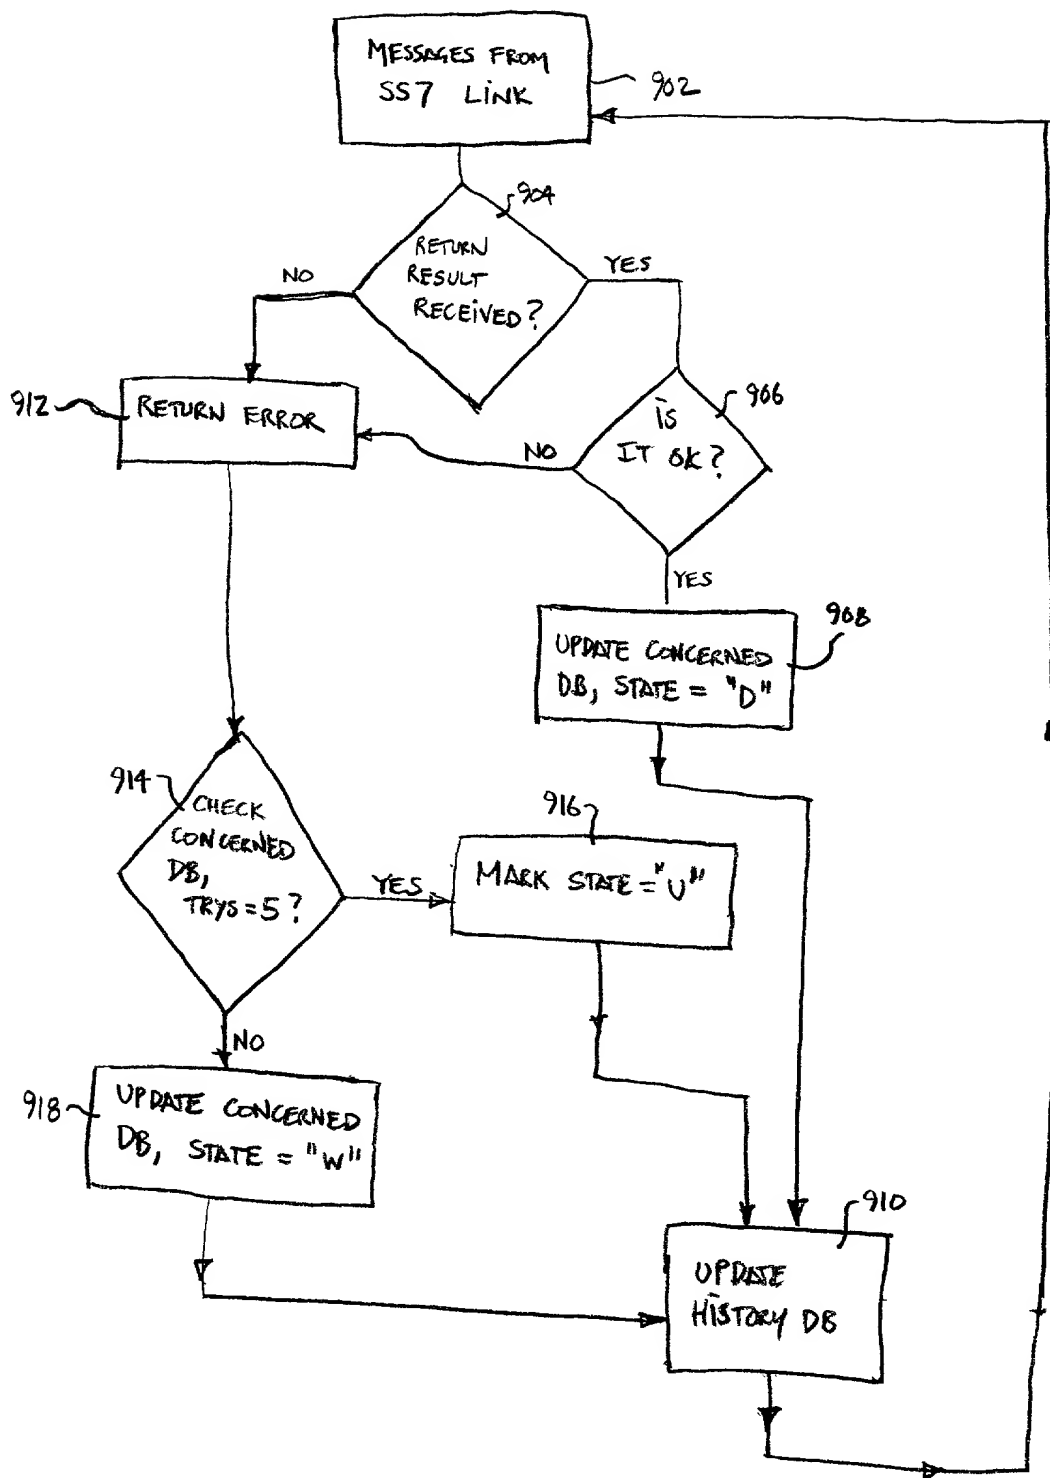 MESSAGES FROM
SS7 LINK
902
904
RETURN
RESULT
RECEIVED?
NO
YES
912
RETURN ERROR
906
IS
IT OK?
NO
YES
908
UPDATE CONCERNED
DB, STATE = "D"
914
CHECK
CONCERNED
DB,
TRYS=5?
YES
916
MARK STATE="U"
NO
918
UPDATE CONCERNED
DB, STATE = "W"
910
UPDATE
HISTORY DB